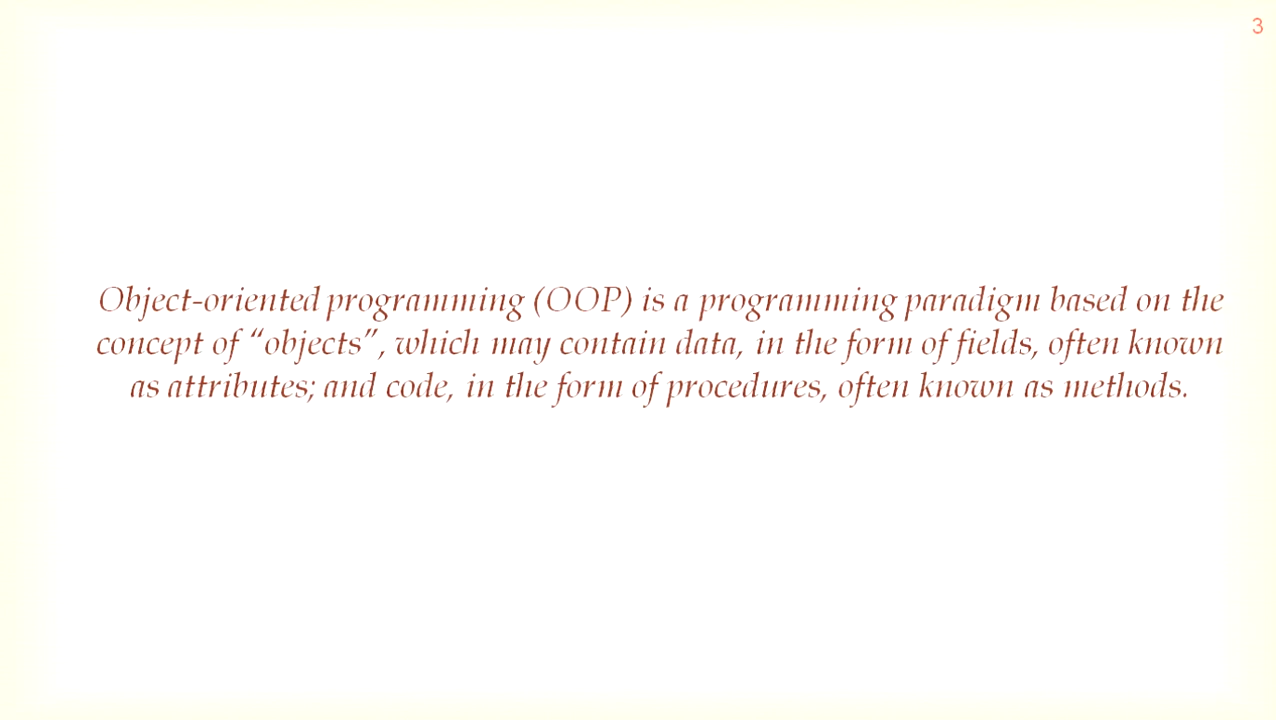 3
Object-oriented programming (OOP) is a programming paradigm based on the
concept of “objects”, which may contain data, in the form of fields, often known
as attributes; and code, in the form of procedures, often known as methods.